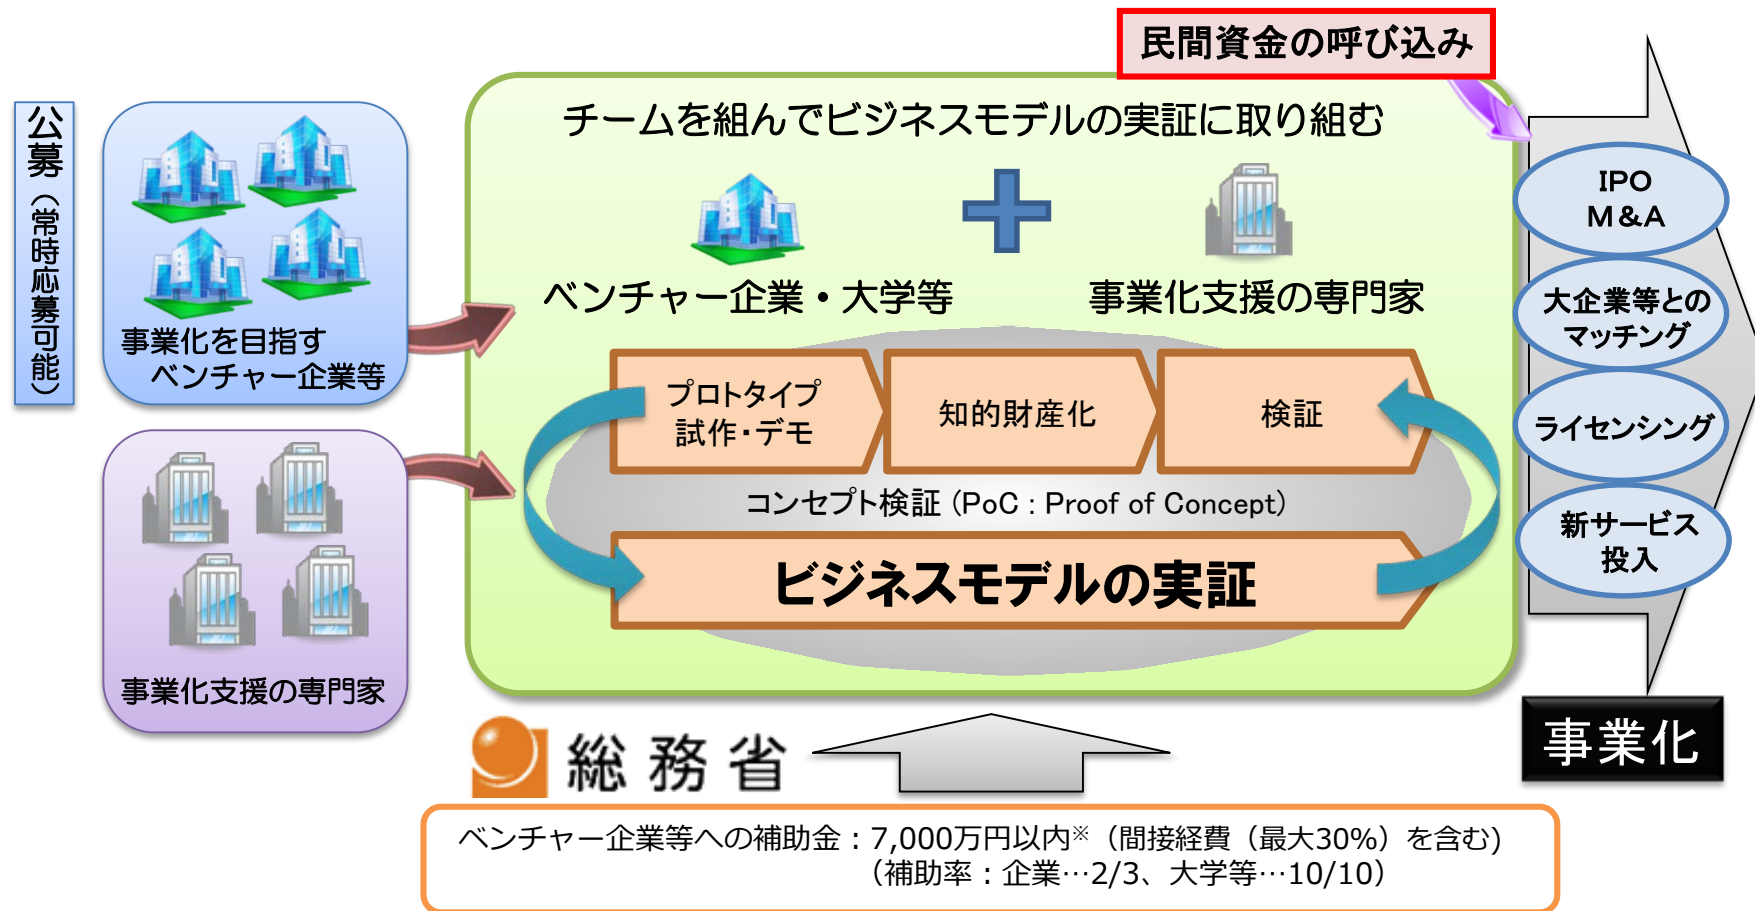 民間資金の呼び込み
公募（常時応募可能）
事業化を目指す
ベンチャー企業等
事業化支援の専門家
チームを組んでビジネスモデルの実証に取り組む
ベンチャー企業・大学等
事業化支援の専門家
プロトタイプ
試作・デモ
知的財産化
検証
コンセプト検証（PoC : Proof of Concept）
ビジネスモデルの実証
IPO
M&A
大企業等との
マッチング
ライセンシング
新サービス
投入
事業化
総務省
ベンチャー企業等への補助金：7,000万円以内※（間接経費（最大30%）を含む)
（補助率：企業…2/3、大学等…10/10）